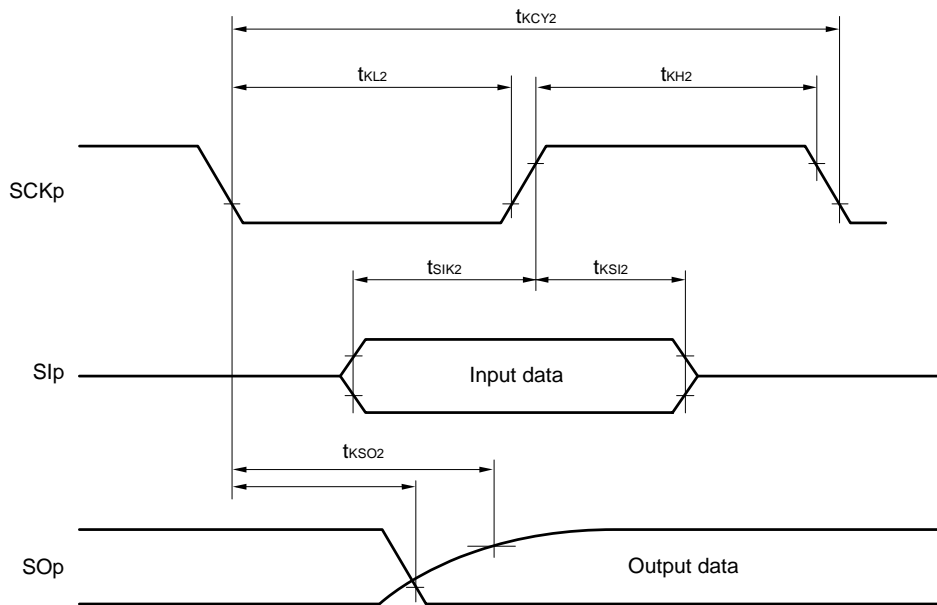 tKCY2
tKL2
tKH2
SCKp
tSIK2
tKSI2
SIp
Input data
tKSO2
SOp
Output data